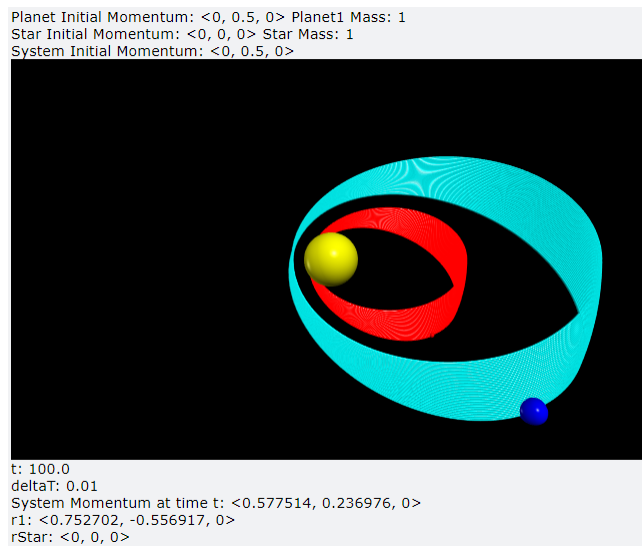 Planet Initial Momentum: <0, 0.5, 0> Planet1 Mass: 1
Star Initial Momentum: <0, 0, 0> Star Mass: 1
System Initial Momentum: <0, 0.5, 0>
t: 100.0
deltaT: 0.01
System Momentum at time t: <0.577514, 0.236976, 0>
r1: <0.752702, -0.556917, 0>
rStar: <0, 0, 0>